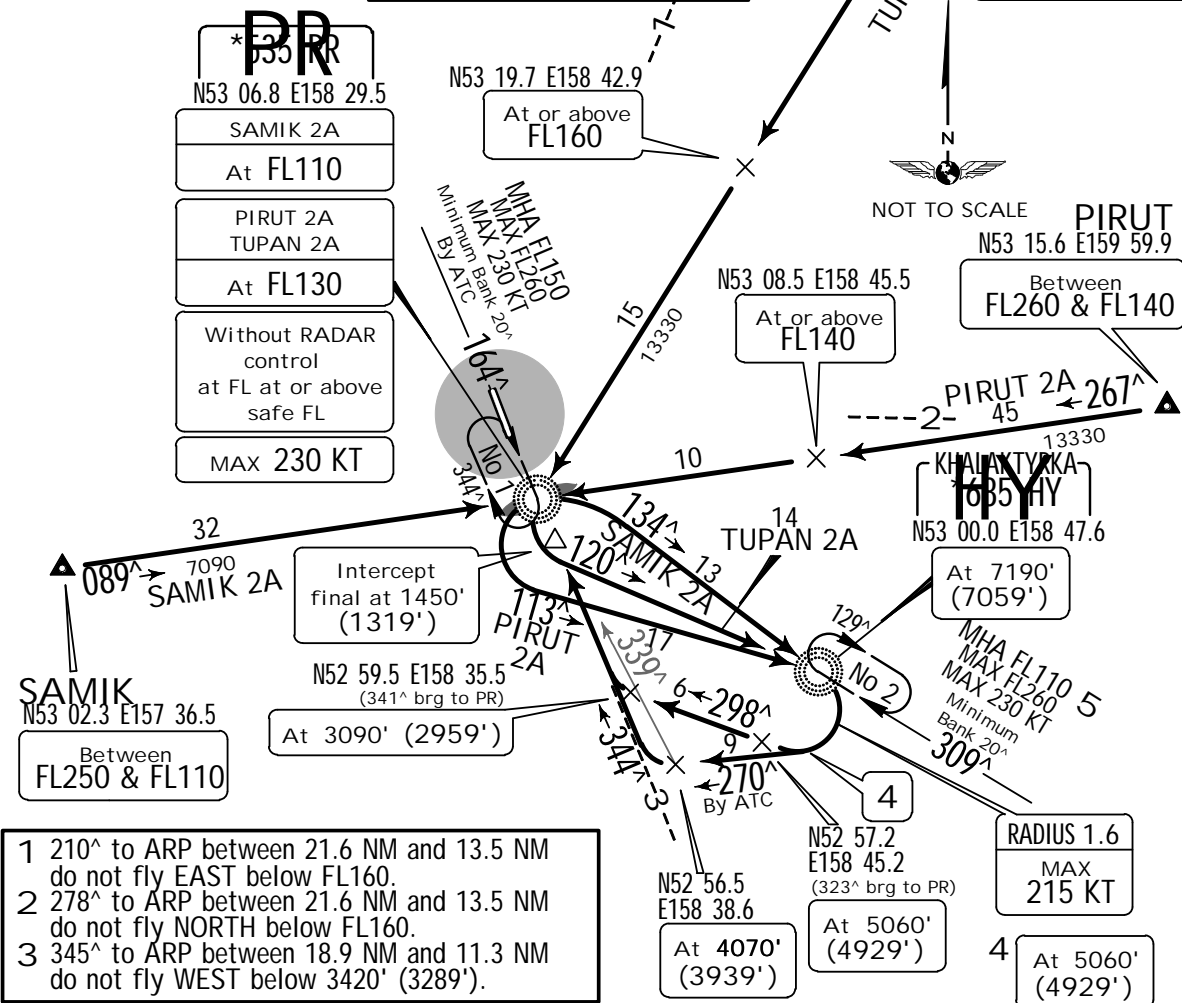 PR
*535 PR
N53 06.8 E158 29.5
SAMIK 2A
At FL110
PIRUT 2A
TUPAN 2A
At FL130
Without RADAR
control
at FL at or above
safe FL
MAX 230 KT
1
N53 19.7 E158 42.9
At or above
FL160
N
NOT TO SCALE
PIRUT
N53 15.6 E159 59.9
Between
FL260 & FL140
MHA FL150
MAX FL260
MAX 230 KT
Minimum Bank 20^
By ATC
164^
15
13330
N53 08.5 E158 45.5
At or above
FL140
PIRUT 2A
2
45
267^
13330
10
No 1
344^
KHALAKTYRKA
HY
*685 HY
N53 00.0 E158 47.6
At 7190'
(7059')
32
089^
7090
SAMIK 2A
134^
SAMIK 2A
13
14
TUPAN 2A
120^
113^
PIRUT
2A
17
Intercept
final at 1450'
(1319')
129^
No 2
MHA FL110
MAX FL260
MAX 230 KT
Minimum
Bank 20^
5
309^
339^
N52 59.5 E158 35.5
(341^ brg to PR)
At 3090' (2959')
6
298^
9
270^
By ATC
344^
3
4
SAMIK
N53 02.3 E157 36.5
Between
FL250 & FL110
N52 57.2
E158 45.2
(323^ brg to PR)
At 5060'
(4929')
N52 56.5
E158 38.6
At 4070'
(3939')
RADIUS 1.6
MAX
215 KT
4
At 5060'
(4929')
1 210^ to ARP between 21.6 NM and 13.5 NM
do not fly EAST below FL160.
2 278^ to ARP between 21.6 NM and 13.5 NM
do not fly NORTH below FL160.
3 345^ to ARP between 18.9 NM and 11.3 NM
do not fly WEST below 3420' (3289').